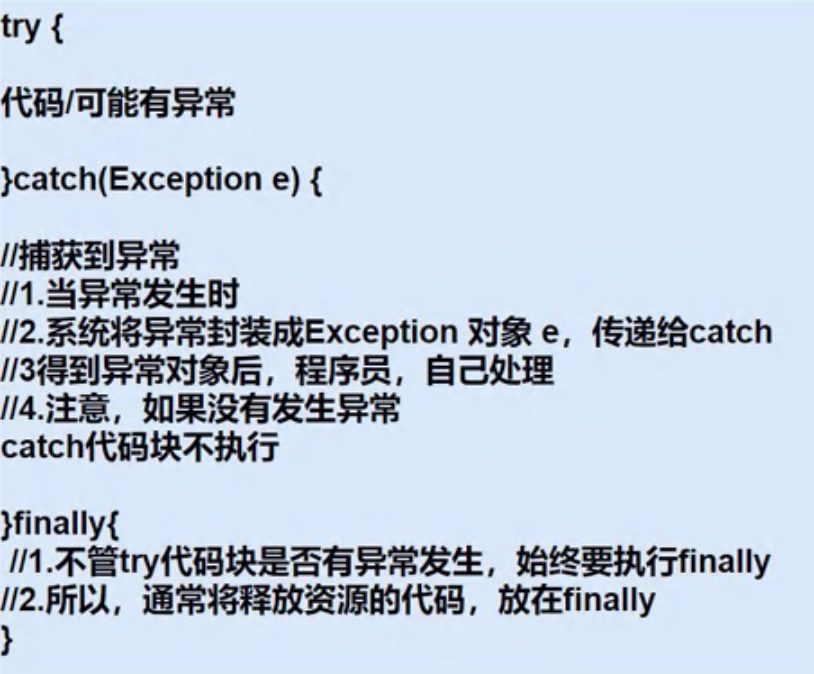 try {
代码/可能有异常
}catch(Exception e) {
//捕获到异常
//1.当异常发生时
//2.系统将异常封装成Exception 对象 e，传递给catch
//3得到异常对象后，程序员，自己处理
//4.注意，如果没有发生异常
catch代码块不执行
}finally{
//1.不管try代码块是否有异常发生，始终要执行finally
//2.所以，通常将释放资源的代码，放在finally
}